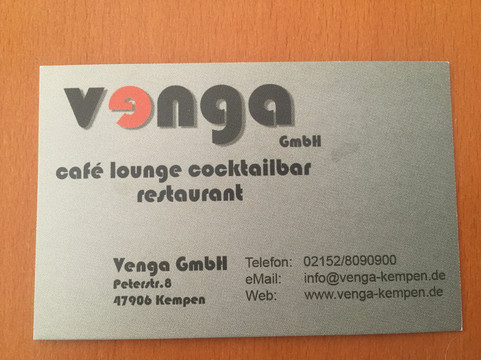 venga
GmbH
café lounge cocktailbar
restaurant
Venga GmbH
Peterstr.8
47906 Kempen
Telefon: 02152/8090900
eMail: info@venga-kempen.de
Web: www.venga-kempen.de